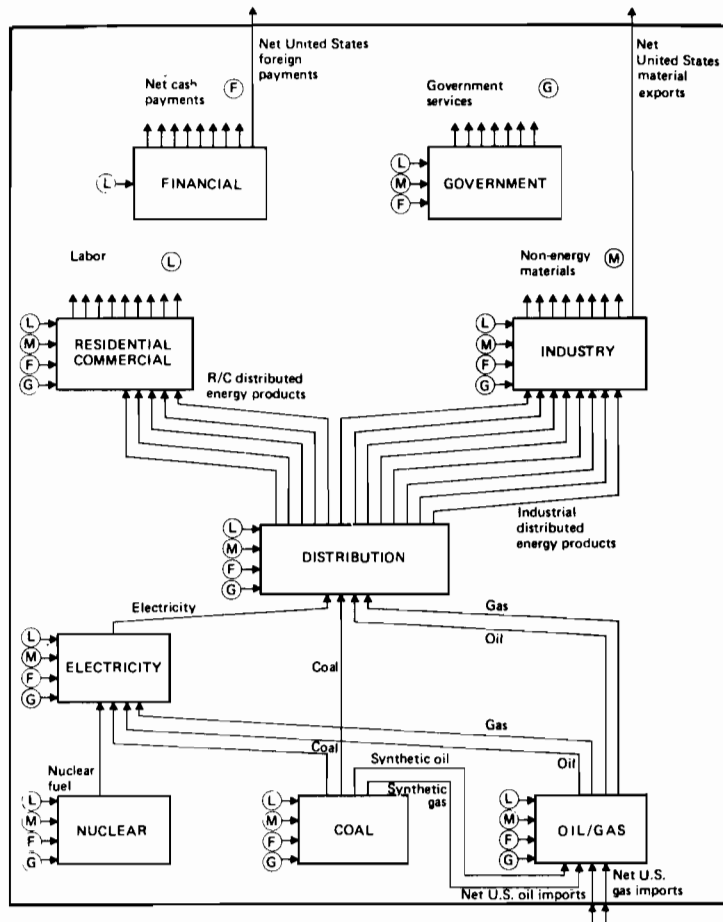 Net United States
foreign
payments
Net
United States
material
exports
Net cash
payments
F
Government
services
G
L
FINANCIAL
L
M
F
GOVERNMENT
Labor
L
Non-energy
materials
M
L
M
F
G
RESIDENTIAL
COMMERCIAL
L
M
F
G
INDUSTRY
R/C distributed
energy products
Industrial
distributed
energy products
L
M
F
G
DISTRIBUTION
Electricity
Gas
Oil
Coal
L
M
F
G
ELECTRICITY
Gas
Oil
Coal
Synthetic oil
Synthetic
gas
Nuclear
fuel
L
M
F
G
NUCLEAR
L
M
F
G
COAL
L
M
F
G
OIL/GAS
Net U.S. oil imports
Net U.S.
gas imports